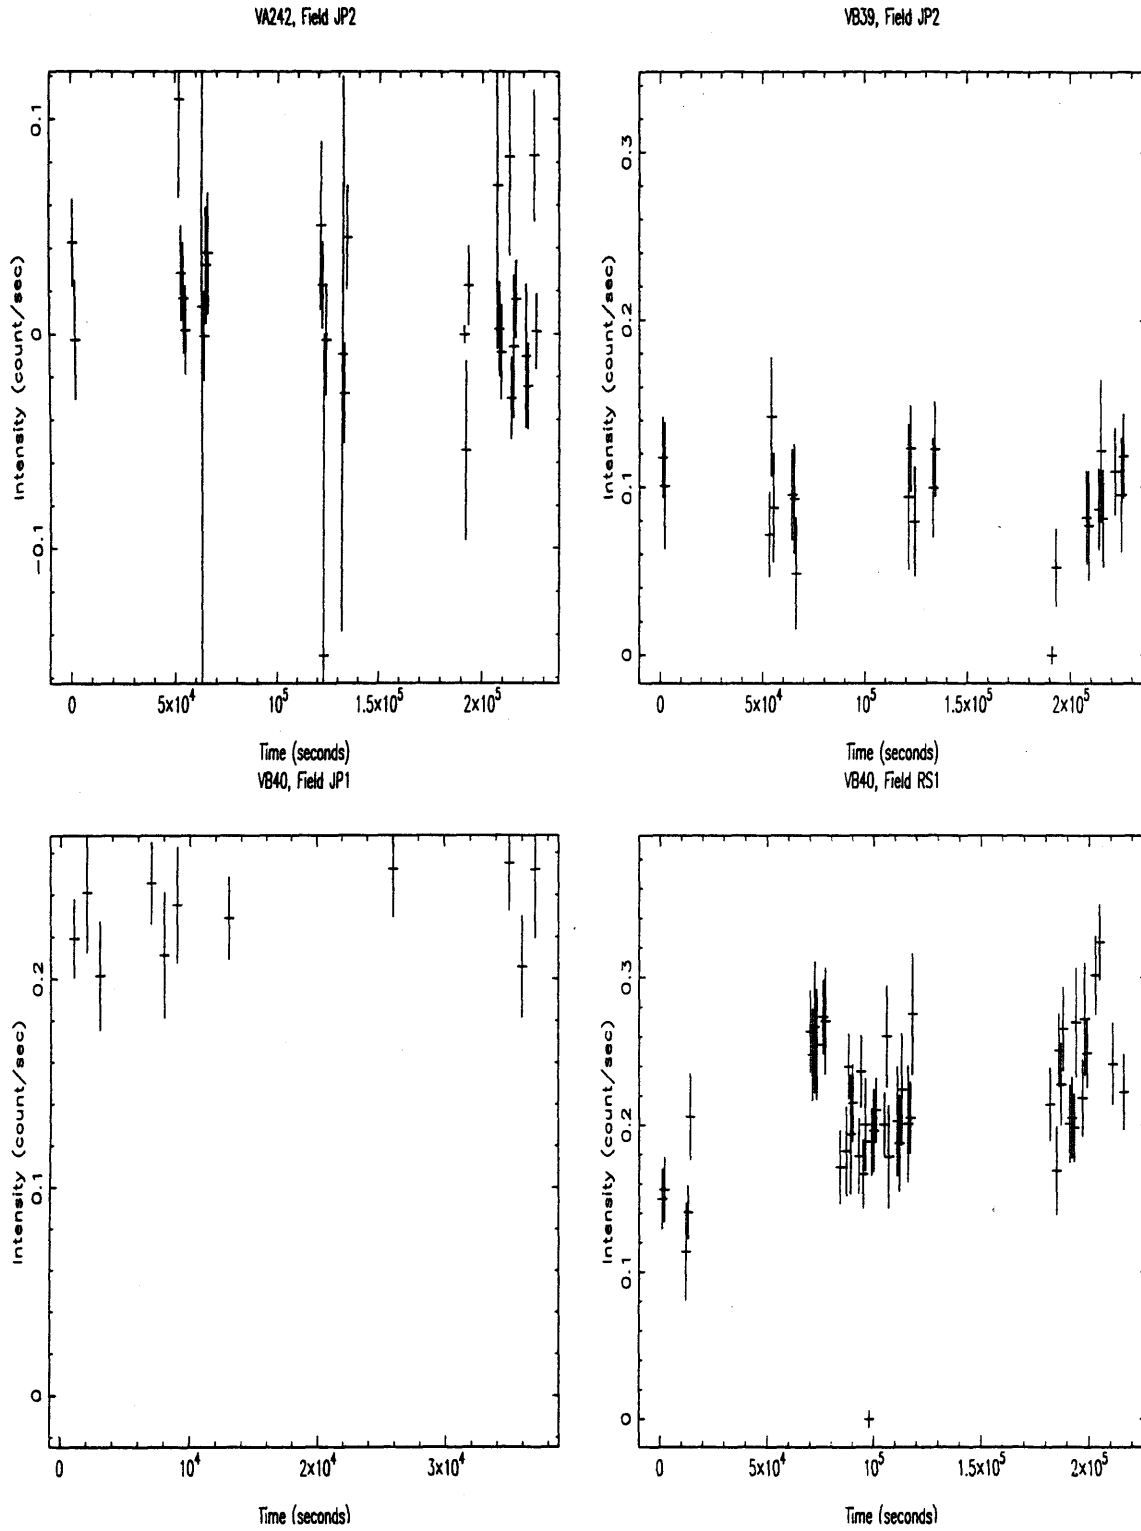 VA242, Field JP2
Intensity (count/sec)
0.1
0
−0.1
0
5x10⁴
10⁵
1.5x10⁵
2x10⁵
Time (seconds)
VB39, Field JP2
Intensity (count/sec)
0.3
0.2
0.1
0
0
5x10⁴
10⁵
1.5x10⁵
2x10⁵
Time (seconds)
VB40, Field JP1
Intensity (count/sec)
0.2
0.1
0
0
10⁴
2x10⁴
3x10⁴
Time (seconds)
VB40, Field RS1
Intensity (count/sec)
0.3
0.2
0.1
0
0
5x10⁴
10⁵
1.5x10⁵
2x10⁵
Time (seconds)